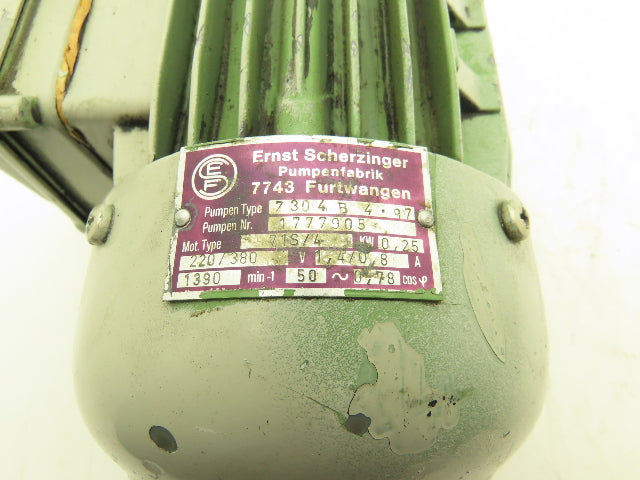 ESF
Ernst Scherzinger
Pumpenfabrik
7743 Furtwangen
Pumpen Type 7304 B 4·97
Pumpen Nr. 1777905
Mot. Type 71S/4 KW 0,25
220/380 V 1,4/0,8 A
1390 min-1 50 ~ 0,78 cos φ